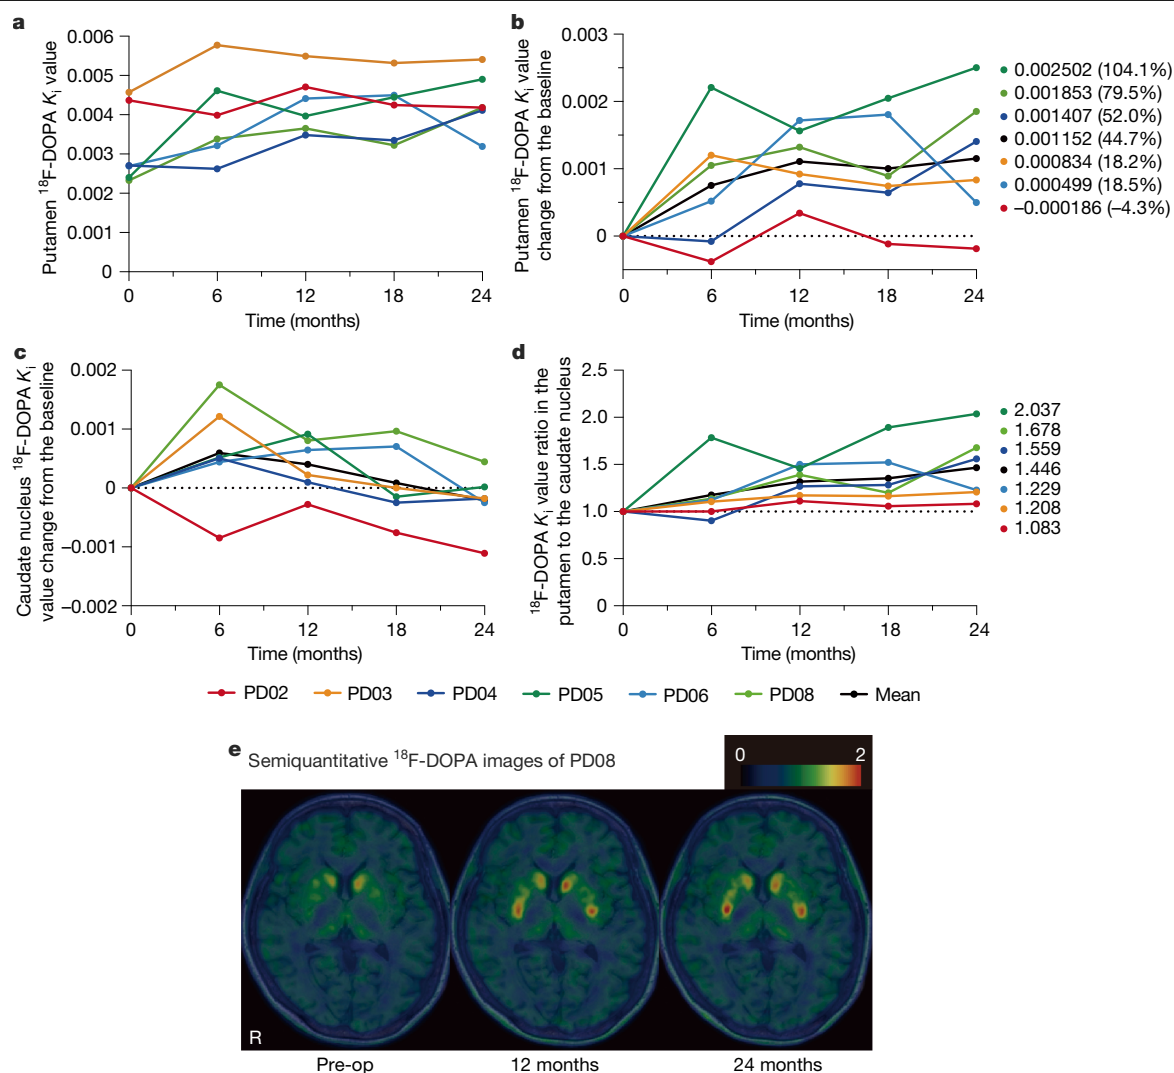 a
Putamen ¹⁸F-DOPA Kᵢ value
0.006
0.005
0.004
0.003
0.002
0.001
0
0 6 12 18 24
Time (months)
b
Putamen ¹⁸F-DOPA Kᵢ value
change from the baseline
0.003
0.002
0.001
0
0 6 12 18 24
Time (months)
0.002502 (104.1%)
0.001853 (79.5%)
0.001407 (52.0%)
0.001152 (44.7%)
0.000834 (18.2%)
0.000499 (18.5%)
–0.000186 (–4.3%)
c
Caudate nucleus ¹⁸F-DOPA Kᵢ
value change from the baseline
0.002
0.001
0
–0.001
–0.002
0 6 12 18 24
Time (months)
d
¹⁸F-DOPA Kᵢ value ratio in the
putamen to the caudate nucleus
2.5
2.0
1.5
1.0
0.5
0
0 6 12 18 24
Time (months)
2.037
1.678
1.559
1.446
1.229
1.208
1.083
PD02 PD03 PD04 PD05 PD06 PD08 Mean
e
Semiquantitative ¹⁸F-DOPA images of PD08
0 2
R
Pre-op 12 months 24 months